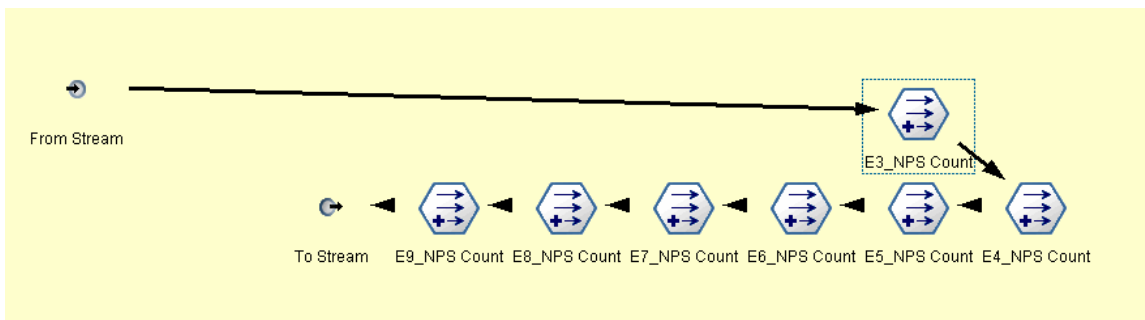 From Stream
E3_NPS Count
To Stream
E9_NPS Count
E8_NPS Count
E7_NPS Count
E6_NPS Count
E5_NPS Count
E4_NPS Count